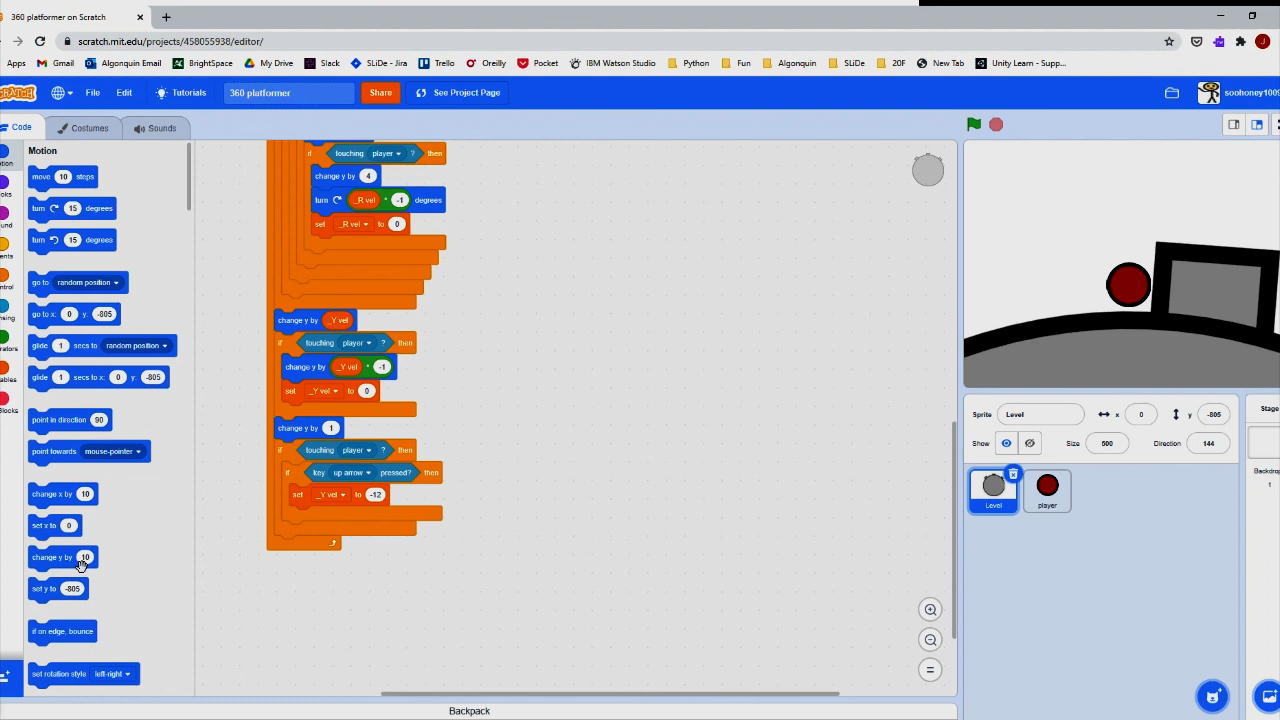 360 platformer on Scratch
scratch.mit.edu/projects/458055938/editor/
Apps Gmail Algonquin Email BrightSpace My Drive Slack SLiDe - Jira Trello Oreilly Pocket IBM Watson Studio Python Fun Algonquin SLiDe 20F New Tab Unity Learn - Supp...
File Edit Tutorials 360 platformer Share See Project Page soohoney1009
Code Costumes Sounds
Motion
move 10 steps
turn 15 degrees
turn 15 degrees
go to random position
go to x: 0 y: -805
glide 1 secs to random position
glide 1 secs to x: 0 y: -805
point in direction 90
point towards mouse-pointer
change x by 10
set x to 0
change y by 10
set y to -805
if on edge, bounce
set rotation style left-right
if touching player ? then
change y by 4
turn _R vel * -1 degrees
set _R vel to 0
change y by _Y vel
if touching player ? then
change y by _Y vel * -1
set _Y vel to 0
change y by 1
if touching player ? then
if key up arrow pressed? then
set _Y vel to -12
Sprite Level x 0 y -805
Show Size 500 Direction 144
Level player
Stage
Backdrop
1
Backpack